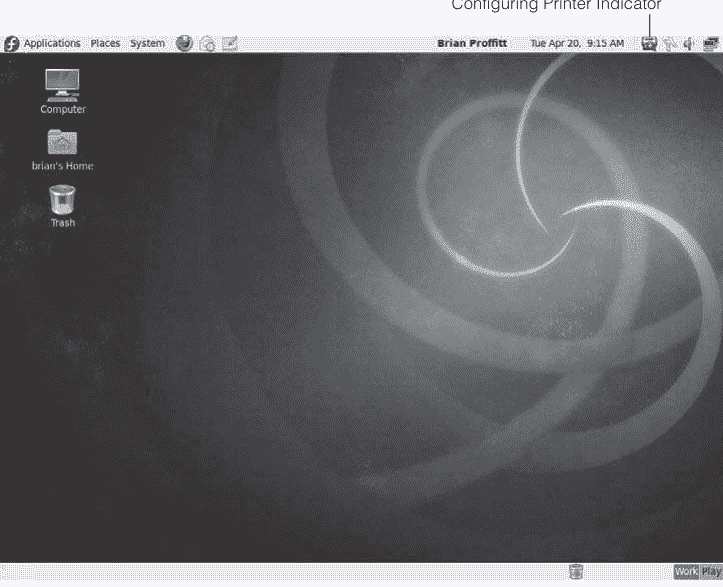 Configuring Printer Indicator
Applications Places System Brian Proffitt Tue Apr 20, 9:15 AM
Computer
brian's Home
Trash
Work Play